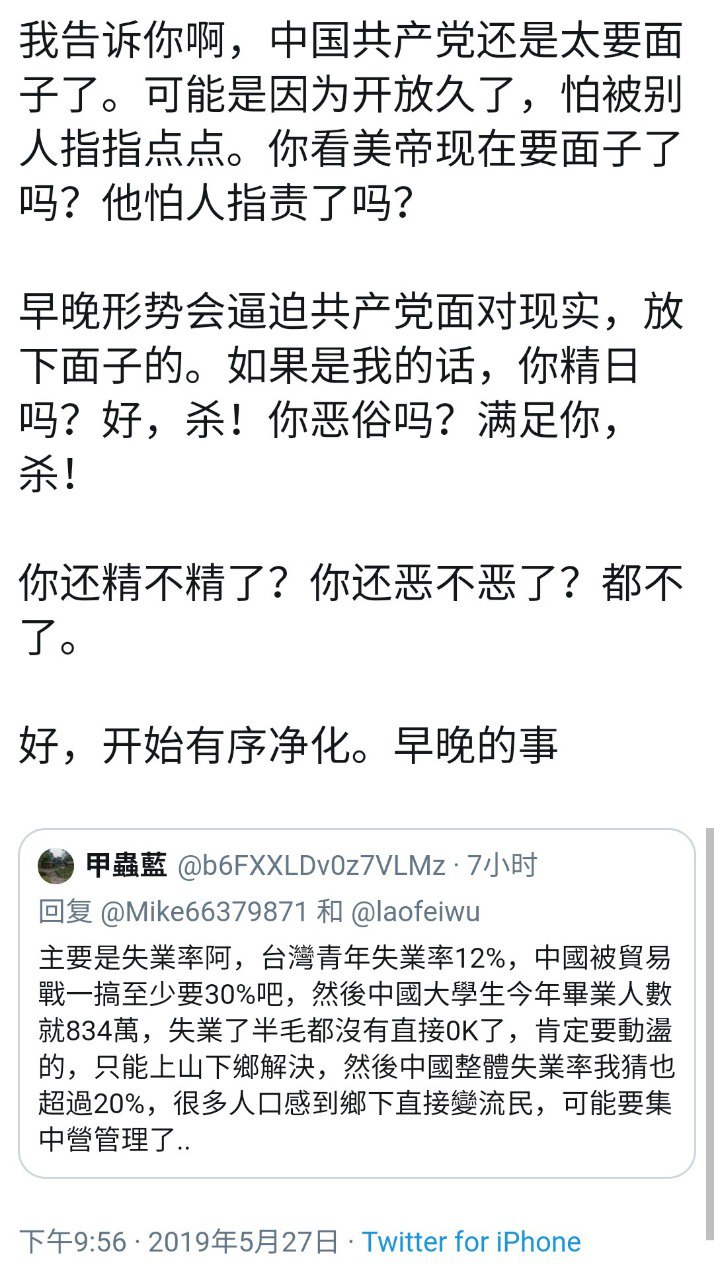 我告诉你啊，中国共产党还是太要面
子了。可能是因为开放久了，怕被别
人指指点点。你看美帝现在要面子了
吗？他怕人指责了吗？
早晚形势会逼迫共产党面对现实，放
下面子的。如果是我的话，你精日
吗？好，杀！你恶俗吗？满足你，
杀！
你还精不精了？你还恶不恶了？都不
了。
好，开始有序净化。早晚的事
甲蟲藍 @b6FXXLDv0z7VLMz · 7小时
回复 @Mike66379871 和 @laofeiwu
主要是失業率阿，台灣青年失業率12%，中國被貿易
戰一搞至少要30%吧，然後中國大學生今年畢業人數
就834萬，失業了半毛都沒有直接0K了，肯定要動盪
的，只能上山下鄉解決，然後中國整體失業率我猜也
超過20%，很多人口感到鄉下直接變流民，可能要集
中營管理了..
下午9:56 · 2019年5月27日 · Twitter for iPhone